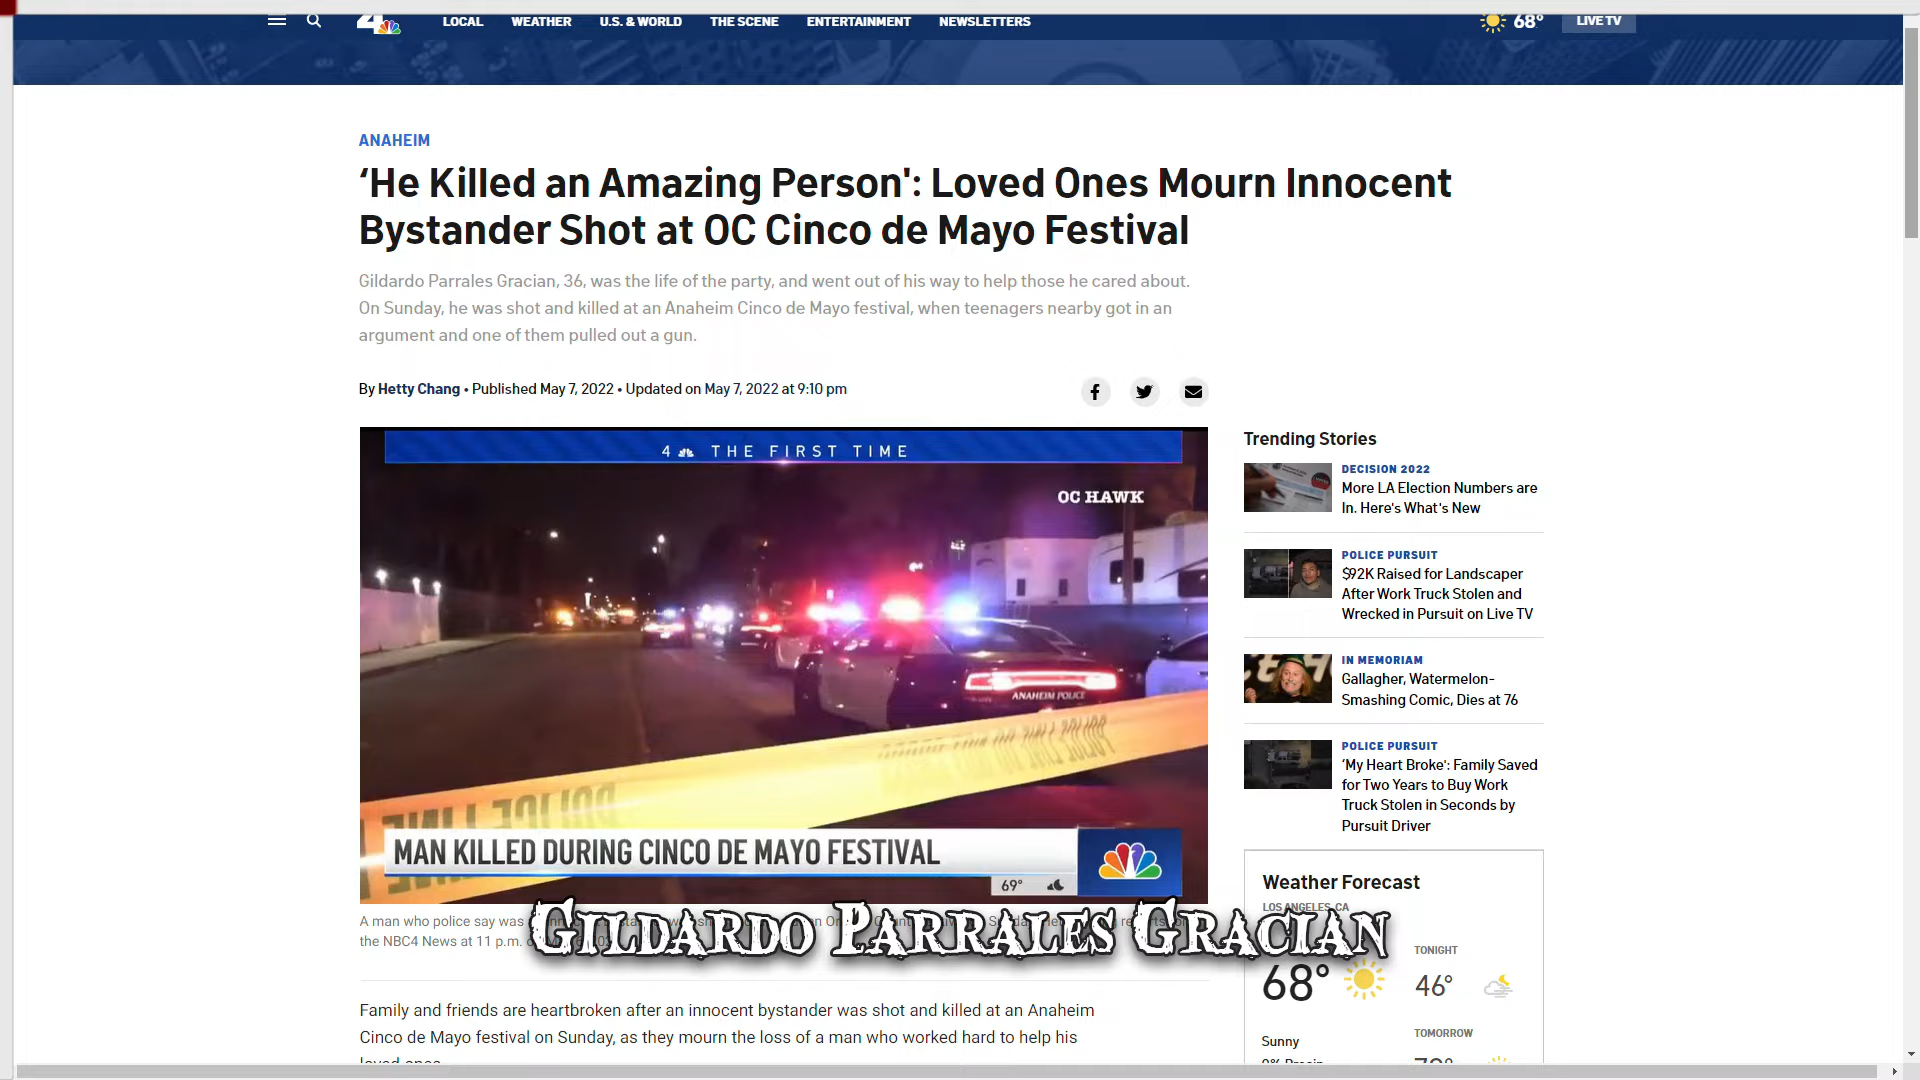 4 LOCAL WEATHER U.S. & WORLD THE SCENE ENTERTAINMENT NEWSLETTERS 68° LIVE TV
ANAHEIM
‘He Killed an Amazing Person': Loved Ones Mourn Innocent
Bystander Shot at OC Cinco de Mayo Festival
Gildardo Parrales Gracian, 36, was the life of the party, and went out of his way to help those he cared about.
On Sunday, he was shot and killed at an Anaheim Cinco de Mayo festival, when teenagers nearby got in an
argument and one of them pulled out a gun.
By Hetty Chang • Published May 7, 2022 • Updated on May 7, 2022 at 9:10 pm
4 THE FIRST TIME
OC HAWK
ANAHEIM POLICE
POLICE LINE
MAN KILLED DURING CINCO DE MAYO FESTIVAL
69°
A man who police say was
the NBC4 News at 11 p.m.
GILDARDO PARRALES GRACIAN
Family and friends are heartbroken after an innocent bystander was shot and killed at an Anaheim
Cinco de Mayo festival on Sunday, as they mourn the loss of a man who worked hard to help his
loved ones
Trending Stories
DECISION 2022
More LA Election Numbers are
In. Here's What's New
POLICE PURSUIT
$92K Raised for Landscaper
After Work Truck Stolen and
Wrecked in Pursuit on Live TV
IN MEMORIAM
Gallagher, Watermelon-
Smashing Comic, Dies at 76
POLICE PURSUIT
‘My Heart Broke': Family Saved
for Two Years to Buy Work
Truck Stolen in Seconds by
Pursuit Driver
Weather Forecast
LOS ANGELES, CA
68°
Sunny
0% Precip
TONIGHT
46°
TOMORROW